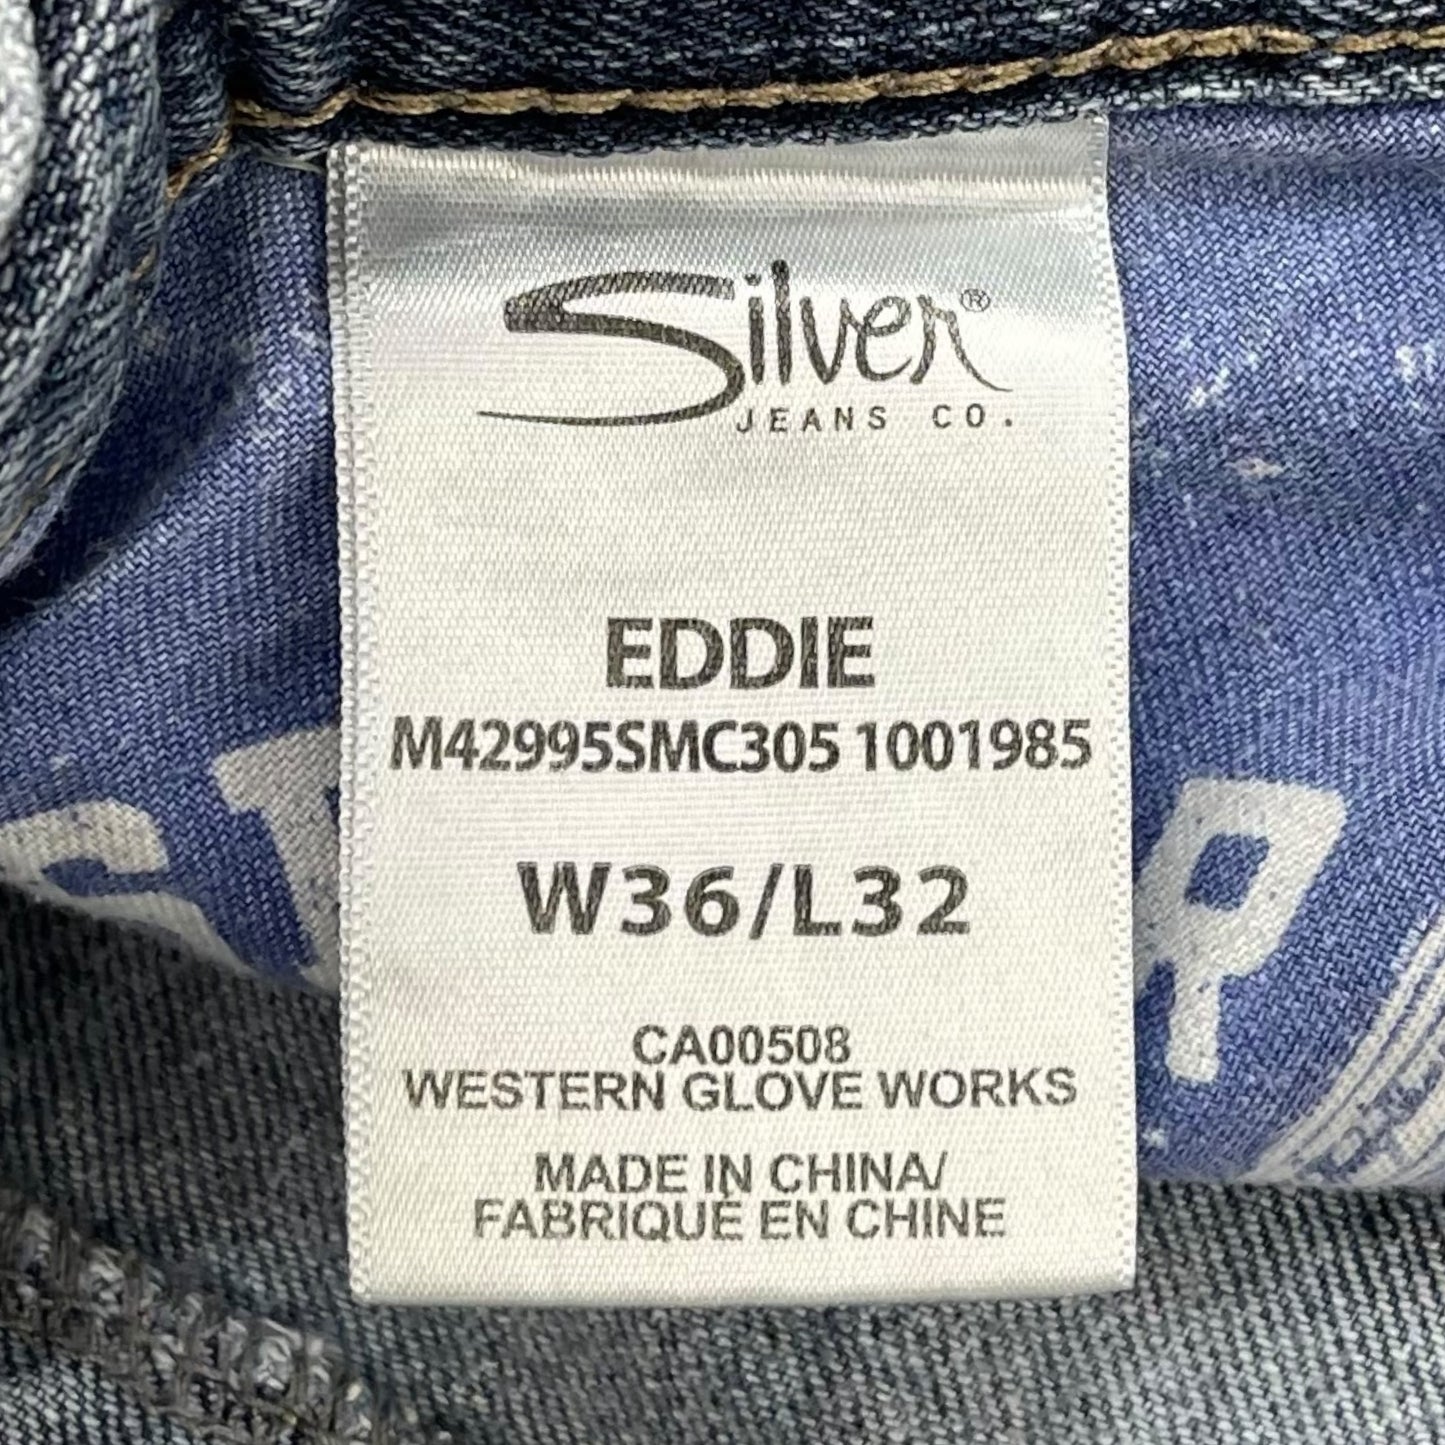 Silver®
JEANS CO.
EDDIE
M42995SMC305 1001985
W36/L32
CA00508
WESTERN GLOVE WORKS
MADE IN CHINA/
FABRIQUÉ EN CHINE